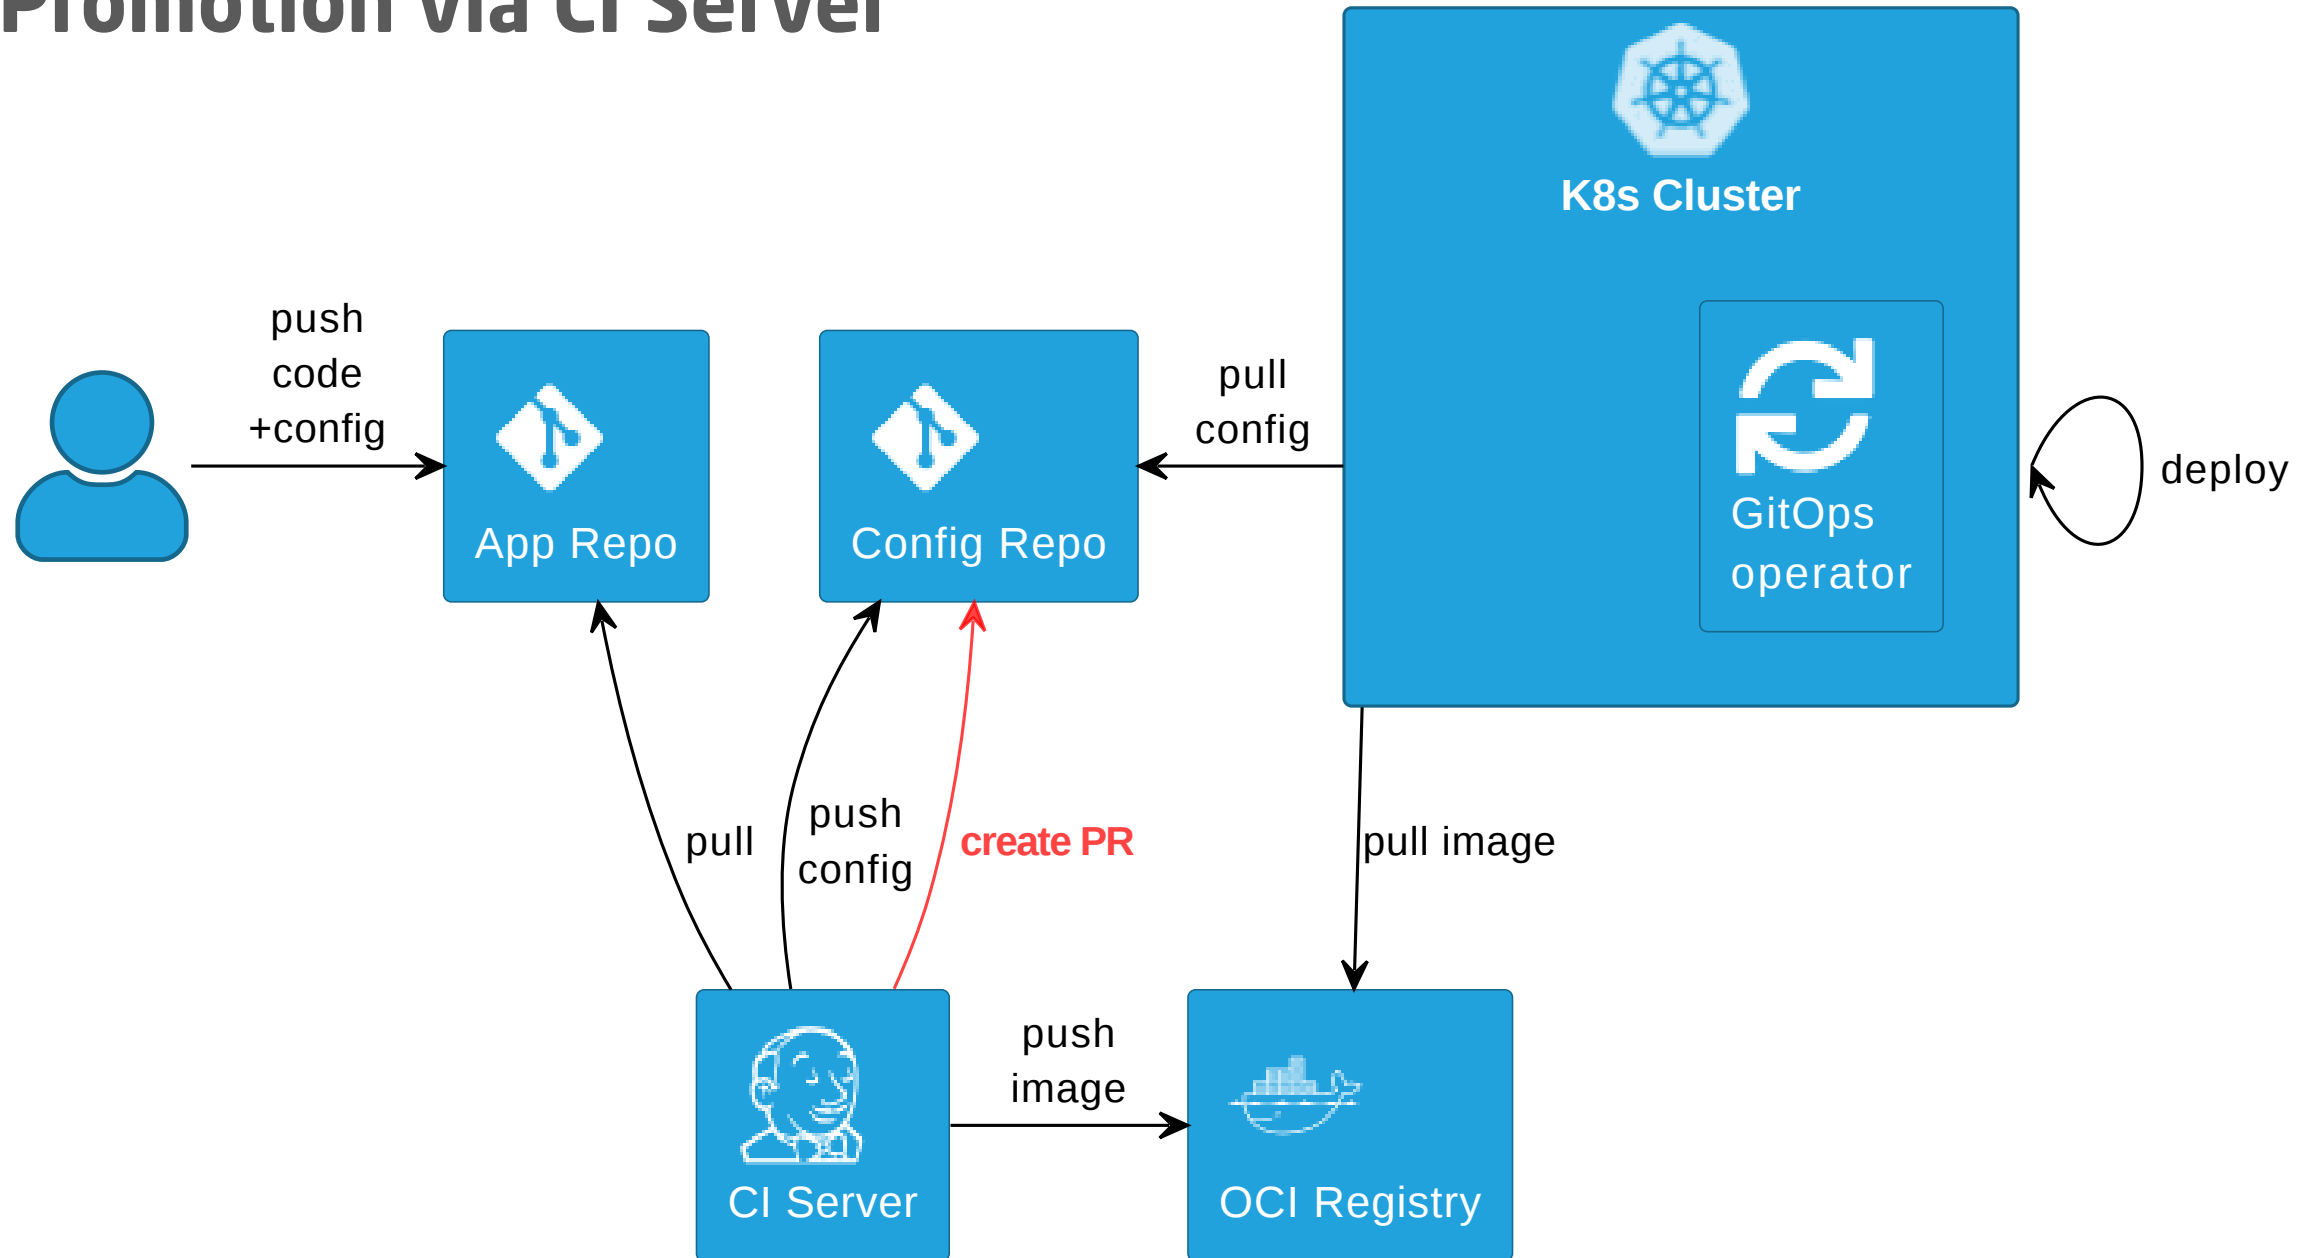 Promotion via CI Server
K8s Cluster
push
code
+config
App Repo
Config Repo
pull
config
GitOps
operator
deploy
pull
push
config
create PR
pull image
push
image
CI Server
OCI Registry